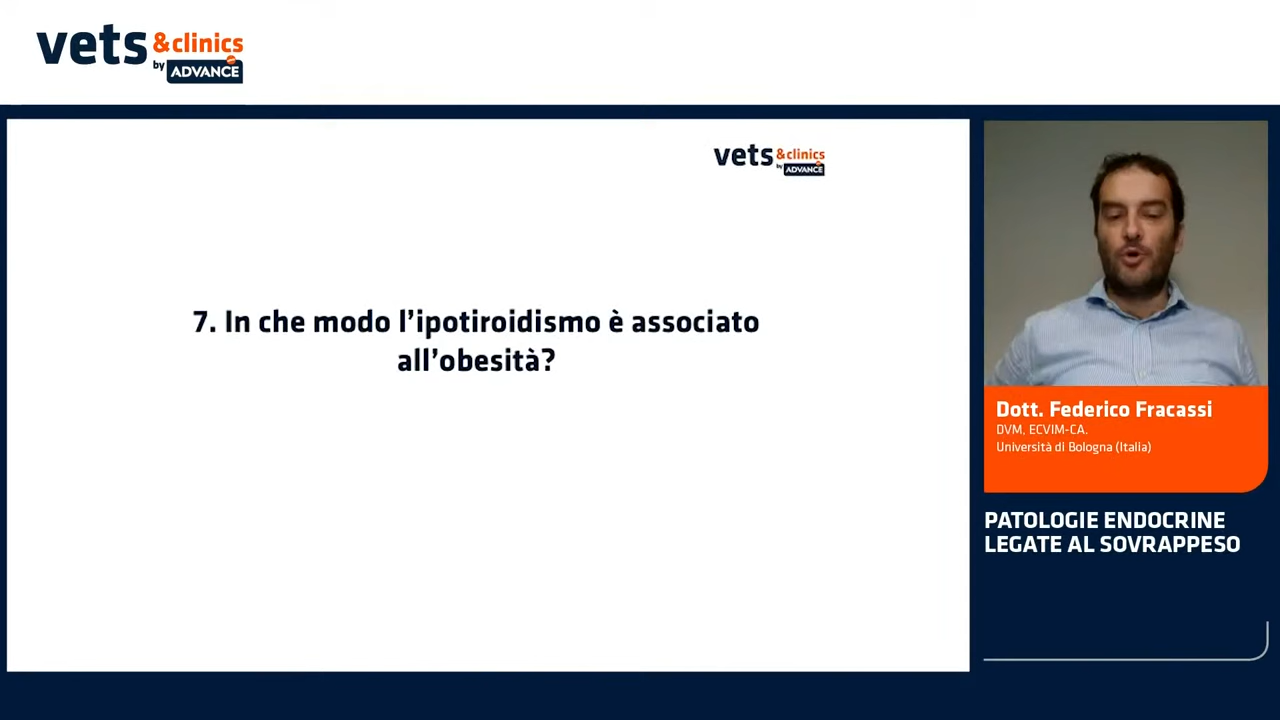 vets &clinics
by ADVANCE
vets &clinics
by ADVANCE
7. In che modo l'ipotiroidismo è associato
all'obesità?
Dott. Federico Fracassi
DVM, ECVIM-CA.
Università di Bologna (Italia)
PATOLOGIE ENDOCRINE
LEGATE AL SOVRAPPESO